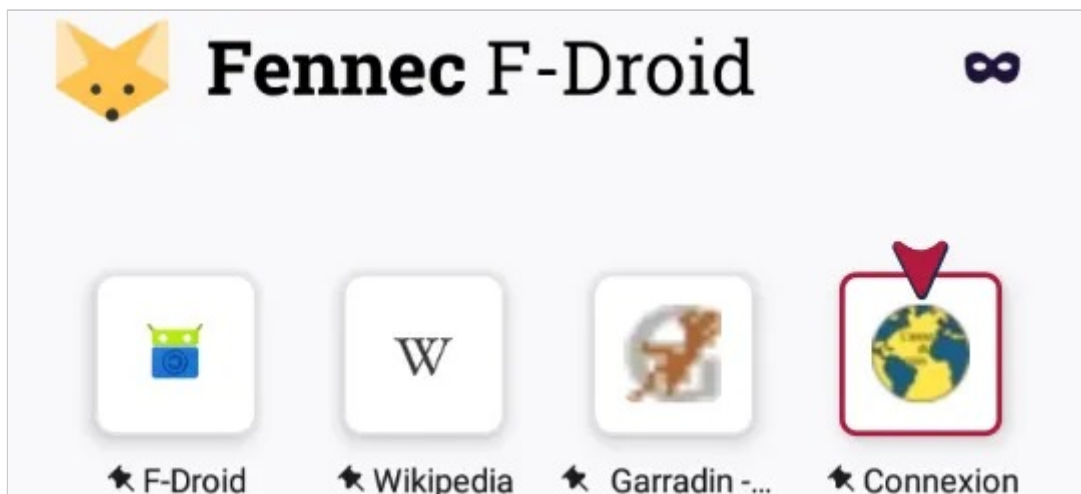 Fennec F-Droid
W
F-Droid
Wikipedia
Garradin -...
Connexion